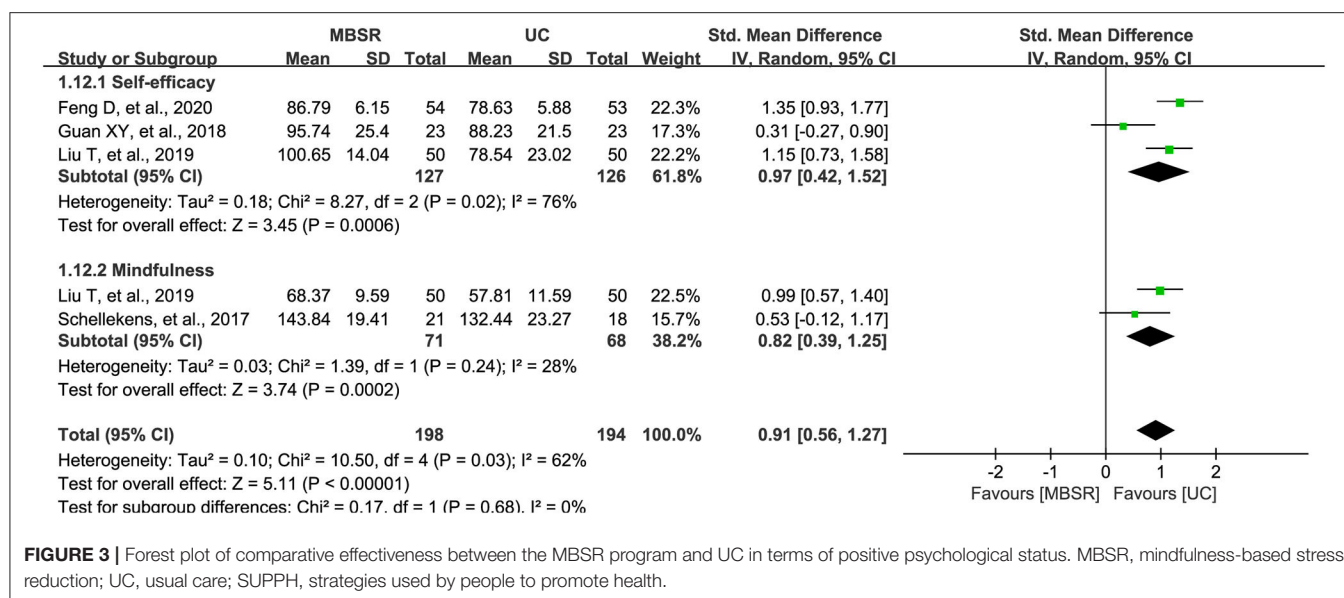 MBSR UC Std. Mean Difference Std. Mean Difference
Study or Subgroup Mean SD Total Mean SD Total Weight IV, Random, 95% CI IV, Random, 95% CI
1.12.1 Self-efficacy
Feng D, et al., 2020 86.79 6.15 54 78.63 5.88 53 22.3% 1.35 [0.93, 1.77]
Guan XY, et al., 2018 95.74 25.4 23 88.23 21.5 23 17.3% 0.31 [-0.27, 0.90]
Liu T, et al., 2019 100.65 14.04 50 78.54 23.02 50 22.2% 1.15 [0.73, 1.58]
Subtotal (95% CI) 127 126 61.8% 0.97 [0.42, 1.52]
Heterogeneity: Tau² = 0.18; Chi² = 8.27, df = 2 (P = 0.02); I² = 76%
Test for overall effect: Z = 3.45 (P = 0.0006)
1.12.2 Mindfulness
Liu T, et al., 2019 68.37 9.59 50 57.81 11.59 50 22.5% 0.99 [0.57, 1.40]
Schellekens, et al., 2017 143.84 19.41 21 132.44 23.27 18 15.7% 0.53 [-0.12, 1.17]
Subtotal (95% CI) 71 68 38.2% 0.82 [0.39, 1.25]
Heterogeneity: Tau² = 0.03; Chi² = 1.39, df = 1 (P = 0.24); I² = 28%
Test for overall effect: Z = 3.74 (P = 0.0002)
Total (95% CI) 198 194 100.0% 0.91 [0.56, 1.27]
Heterogeneity: Tau² = 0.10; Chi² = 10.50, df = 4 (P = 0.03); I² = 62%
-2 -1 0 1 2
Test for overall effect: Z = 5.11 (P < 0.00001)
Favours [MBSR] Favours [UC]
Test for subgroup differences: Chi² = 0.17, df = 1 (P = 0.68), I² = 0%
FIGURE 3 | Forest plot of comparative effectiveness between the MBSR program and UC in terms of positive psychological status. MBSR, mindfulness-based stress
reduction; UC, usual care; SUPPH, strategies used by people to promote health.